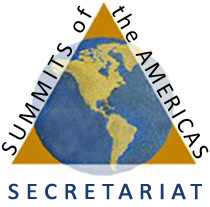 SUMMITS of the AMERICAS
SECRETARIAT